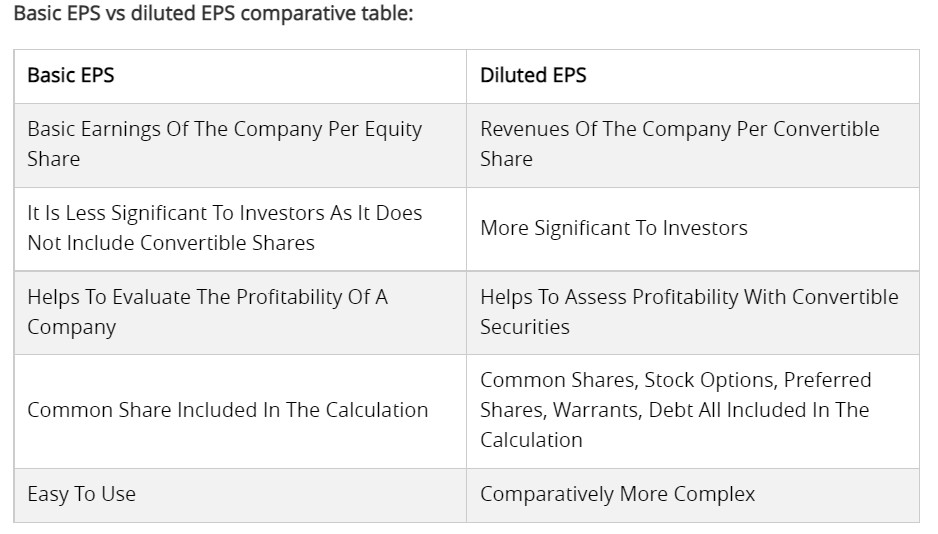 Basic EPS vs diluted EPS comparative table:
Basic EPS
Diluted EPS
Basic Earnings Of The Company Per Equity
Share
Revenues Of The Company Per Convertible
Share
It Is Less Significant To Investors As It Does
Not Include Convertible Shares
More Significant To Investors
Helps To Evaluate The Profitability Of A
Company
Helps To Assess Profitability With Convertible
Securities
Common Share Included In The Calculation
Common Shares, Stock Options, Preferred
Shares, Warrants, Debt All Included In The
Calculation
Easy To Use
Comparatively More Complex